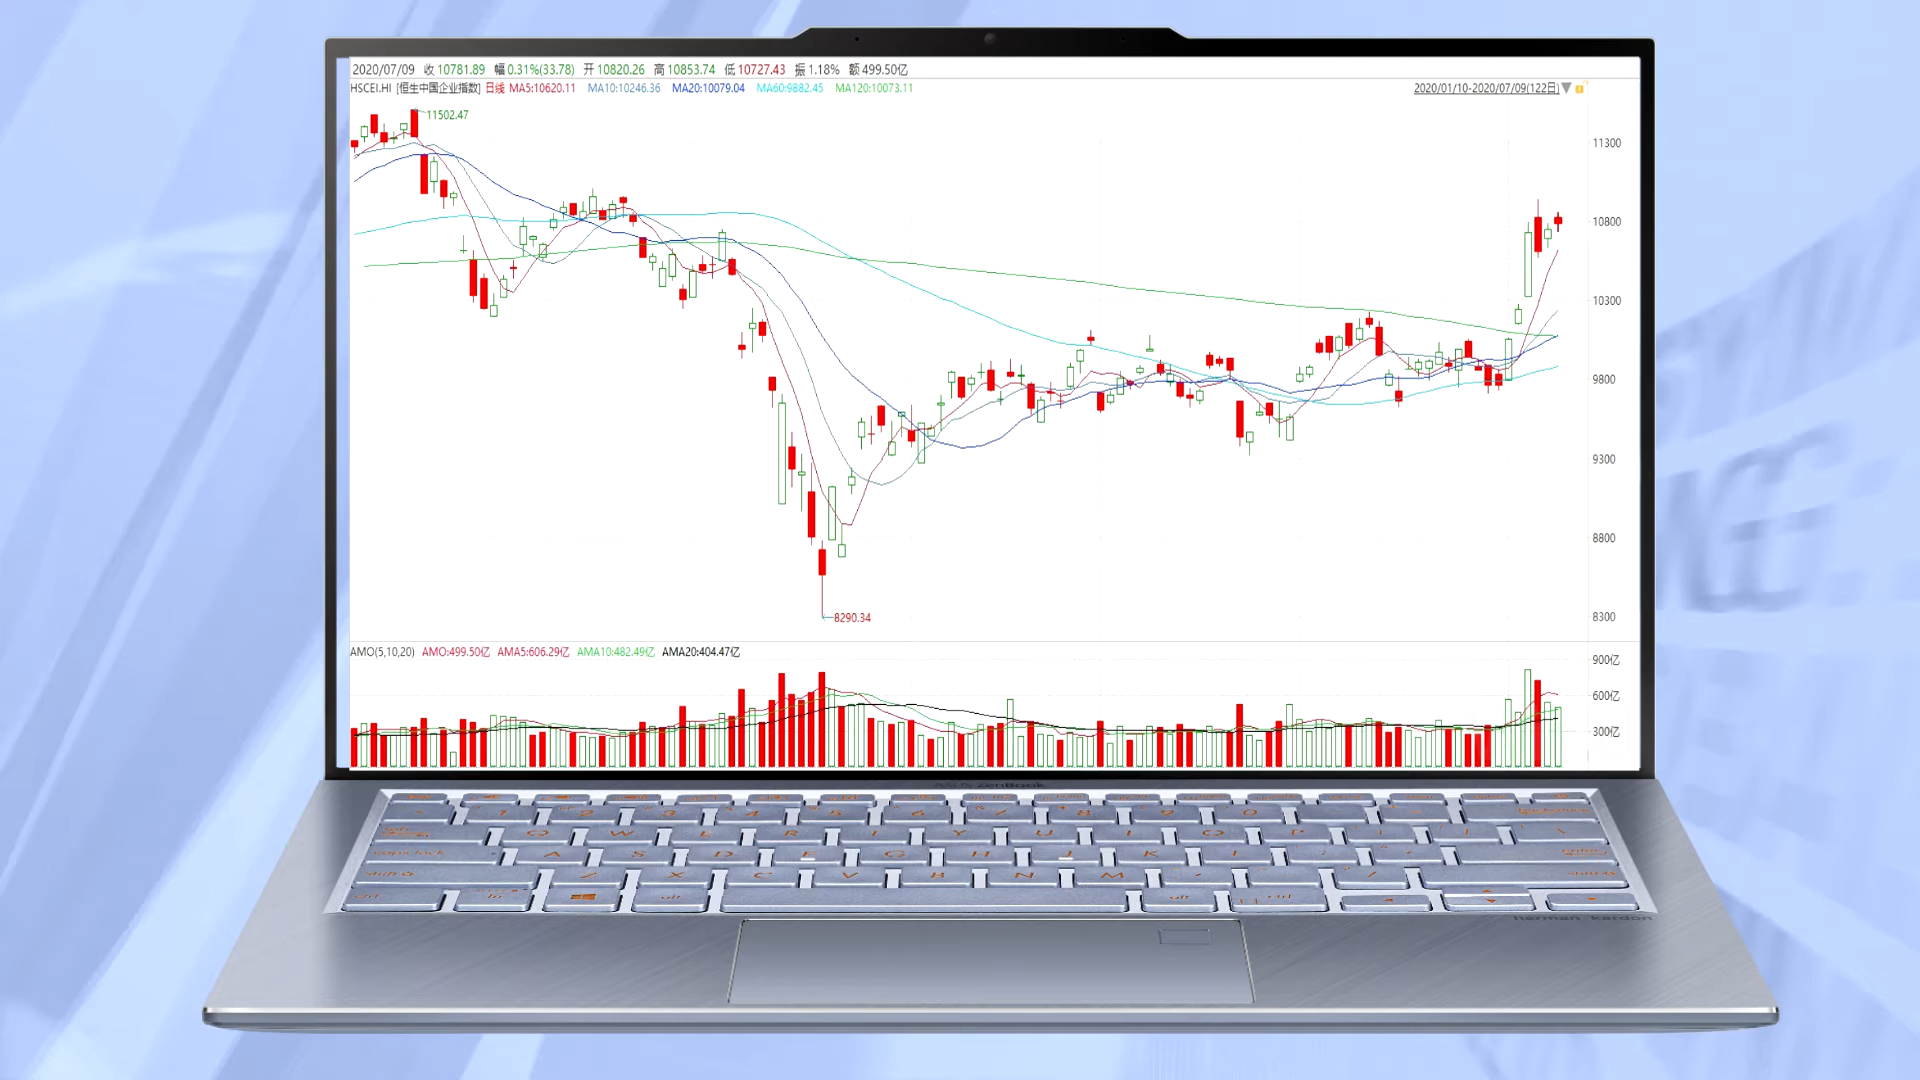 2020/07/09 收 10781.89 幅 0.31%(33.78) 开 10820.26 高 10853.74 低 10727.43 振 1.18% 额 499.50亿
HSCEI.HI [恒生中国企业指数] 日线 MA5:10620.11 MA10:10246.36 MA20:10079.04 MA60:9882.45 MA120:10073.11 2020/01/10-2020/07/09(122日)
11502.47
11300
10800
10300
9800
9300
8800
8300
8290.34
AMO(5,10,20) AMO:499.50亿 AMA5:606.29亿 AMA10:482.49亿 AMA20:404.47亿
900亿
600亿
300亿
harman / kardon